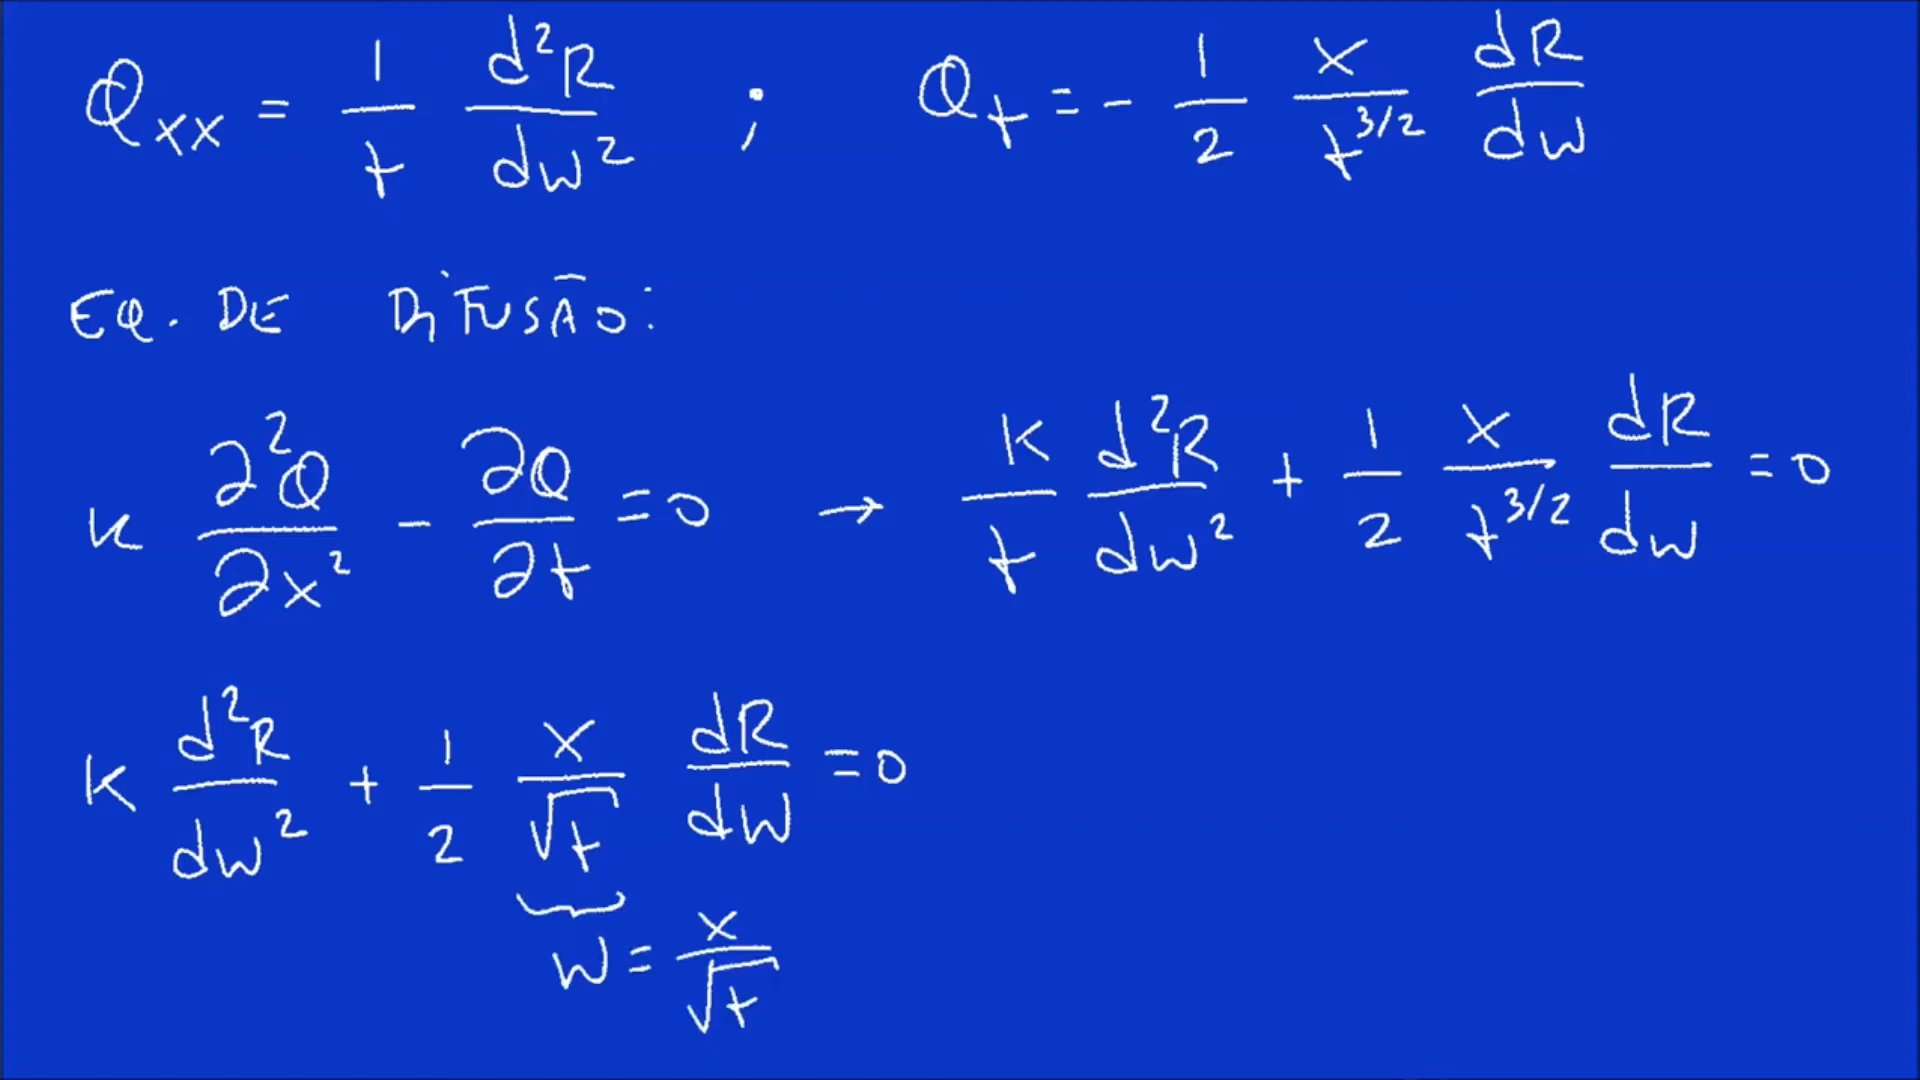 Q_xx = 1/t d²R/dw² ; Q_t = - 1/2 x/t^3/2 dR/dw
EQ. DE DIFUSÃO:
K ∂²Q/∂x² - ∂Q/∂t = 0 → K/t d²R/dw² + 1/2 x/t^3/2 dR/dw = 0
K d²R/dw² + 1/2 x/√t dR/dw = 0
w = x/√t